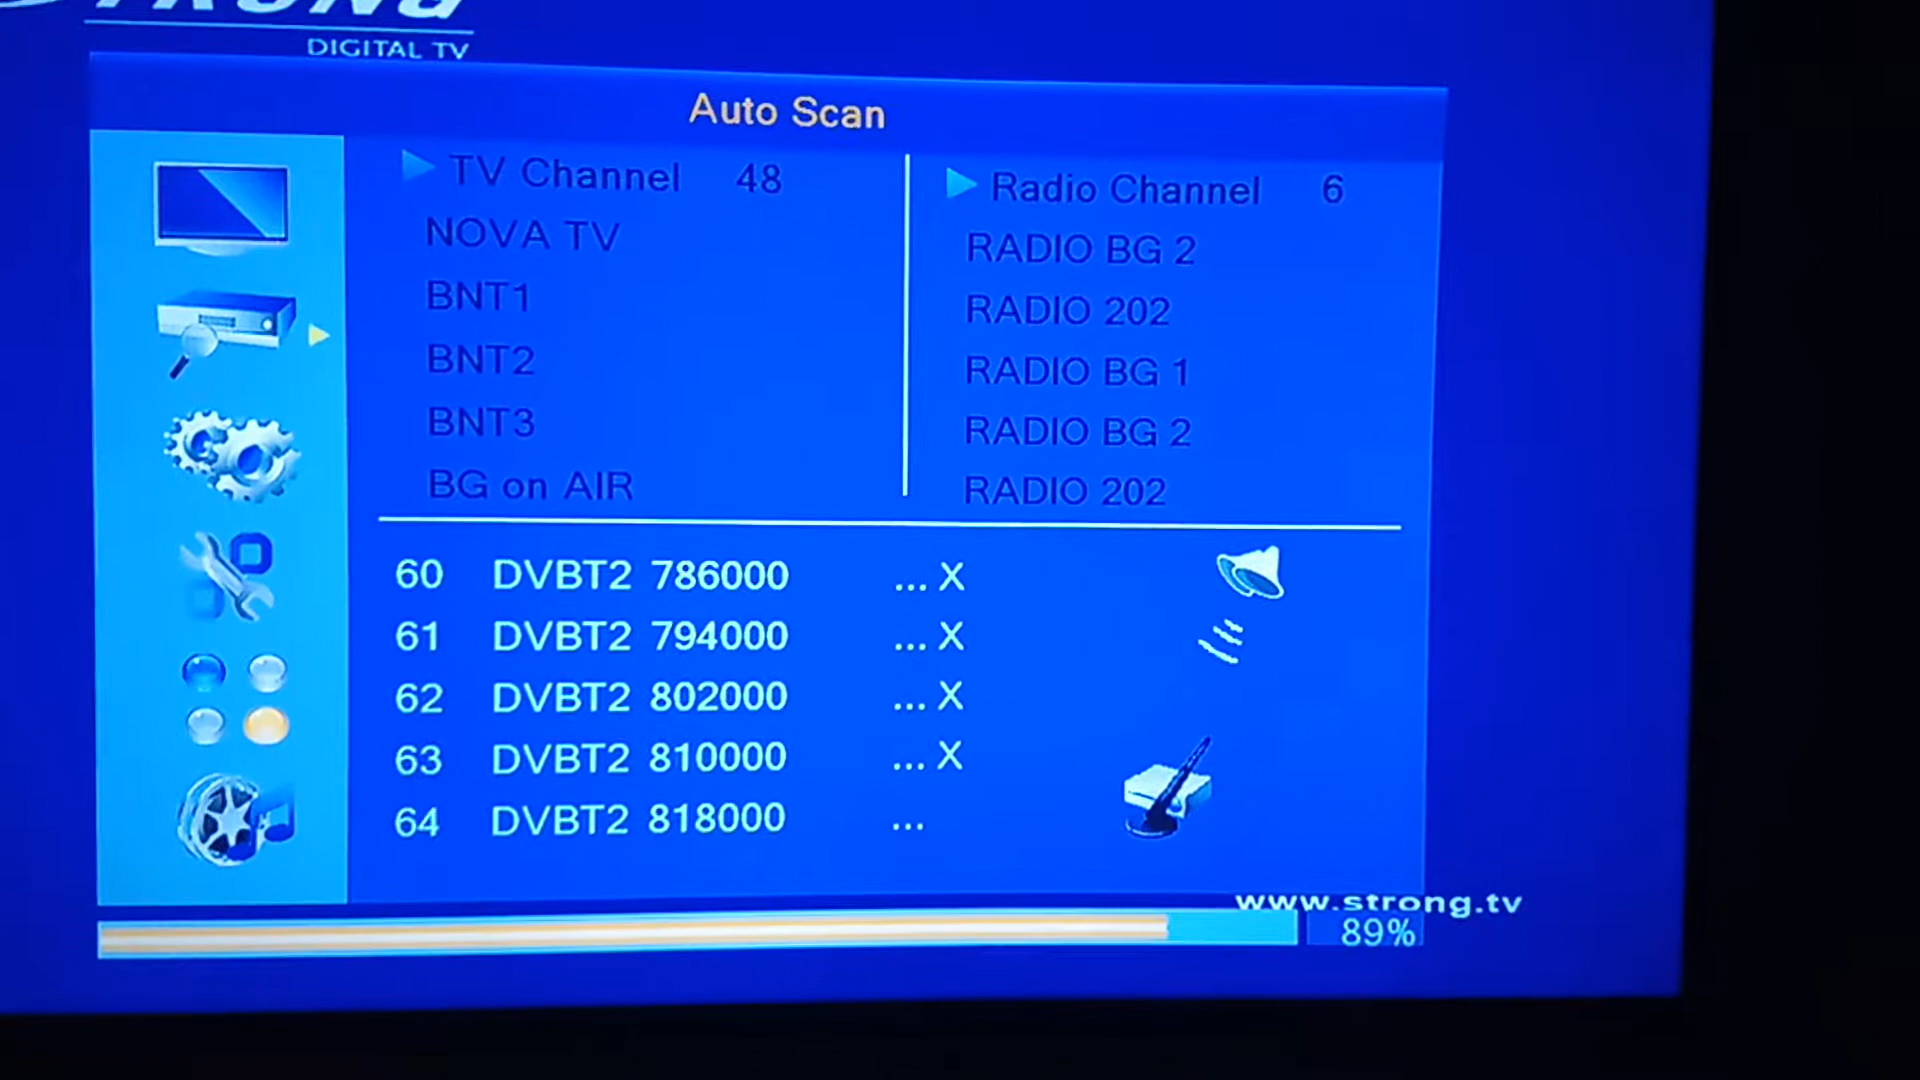 STRONG
DIGITAL TV
Auto Scan
TV Channel 48
NOVA TV
BNT1
BNT2
BNT3
BG on AIR
Radio Channel 6
RADIO BG 2
RADIO 202
RADIO BG 1
RADIO BG 2
RADIO 202
60 DVBT2 786000 ... X
61 DVBT2 794000 ... X
62 DVBT2 802000 ... X
63 DVBT2 810000 ... X
64 DVBT2 818000 ...
www.strong.tv
89%